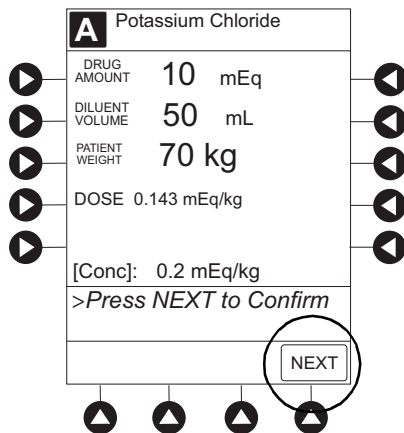 A Potassium Chloride
DRUG
AMOUNT 10 mEq
DILUENT
VOLUME 50 mL
PATIENT
WEIGHT 70 kg
DOSE 0.143 mEq/kg
[Conc]: 0.2 mEq/kg
>Press NEXT to Confirm
NEXT